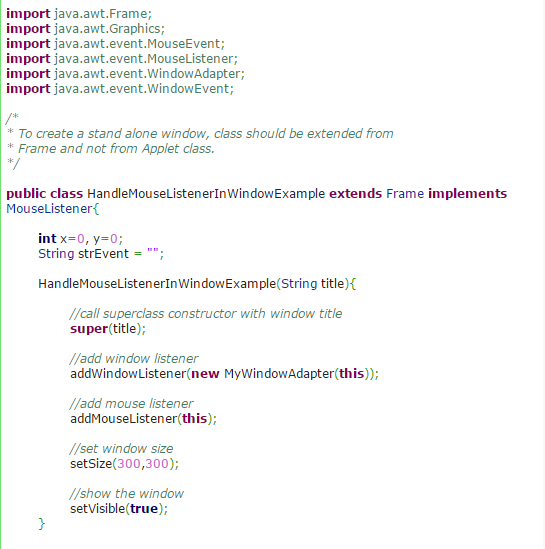 import java.awt.Frame;
import java.awt.Graphics;
import java.awt.event.MouseEvent;
import java.awt.event.MouseListener;
import java.awt.event.WindowAdapter;
import java.awt.event.WindowEvent;
/*
* To create a stand alone window, class should be extended from
* Frame and not from Applet class.
*/
public class HandleMouseListenerInWindowExample extends Frame implements
MouseListener{
int x=0, y=0;
String strEvent = "";
HandleMouseListenerInWindowExample(String title){
//call superclass constructor with window title
super(title);
//add window listener
addWindowListener(new MyWindowAdapter(this));
//add mouse listener
addMouseListener(this);
//set window size
setSize(300,300);
//show the window
setVisible(true);
}